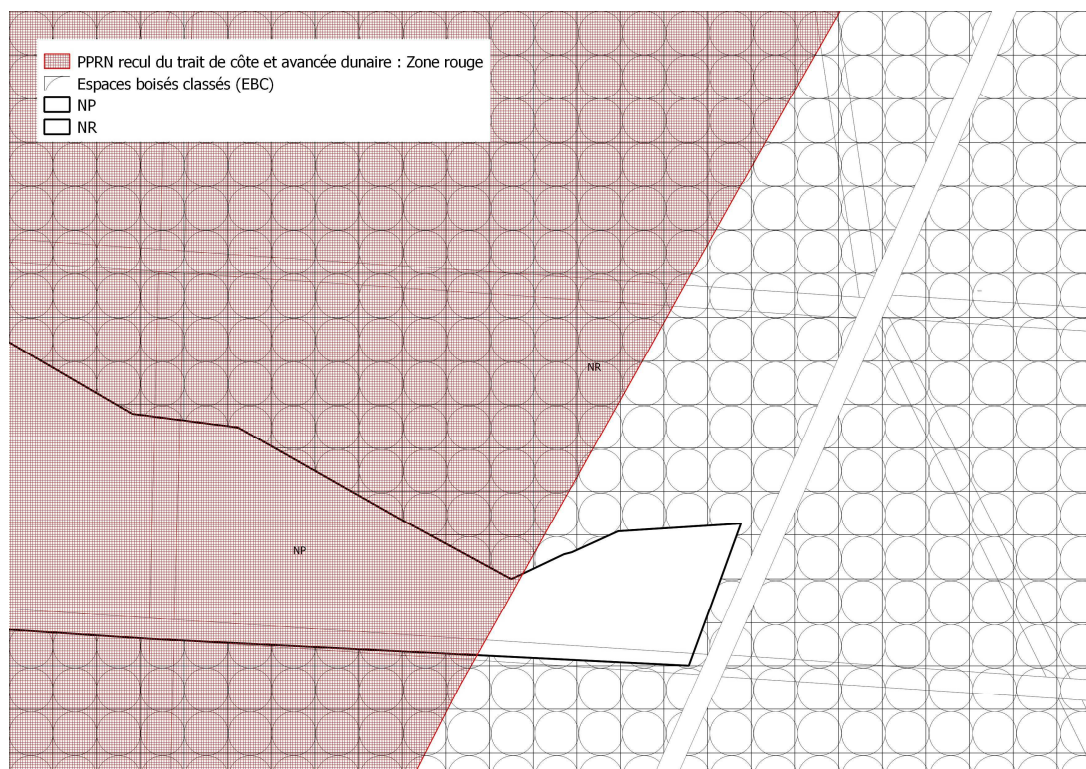 PPRN recul du trait de côte et avancée dunaire : Zone rouge
Espaces boisés classés (EBC)
NP
NR
NR
NP